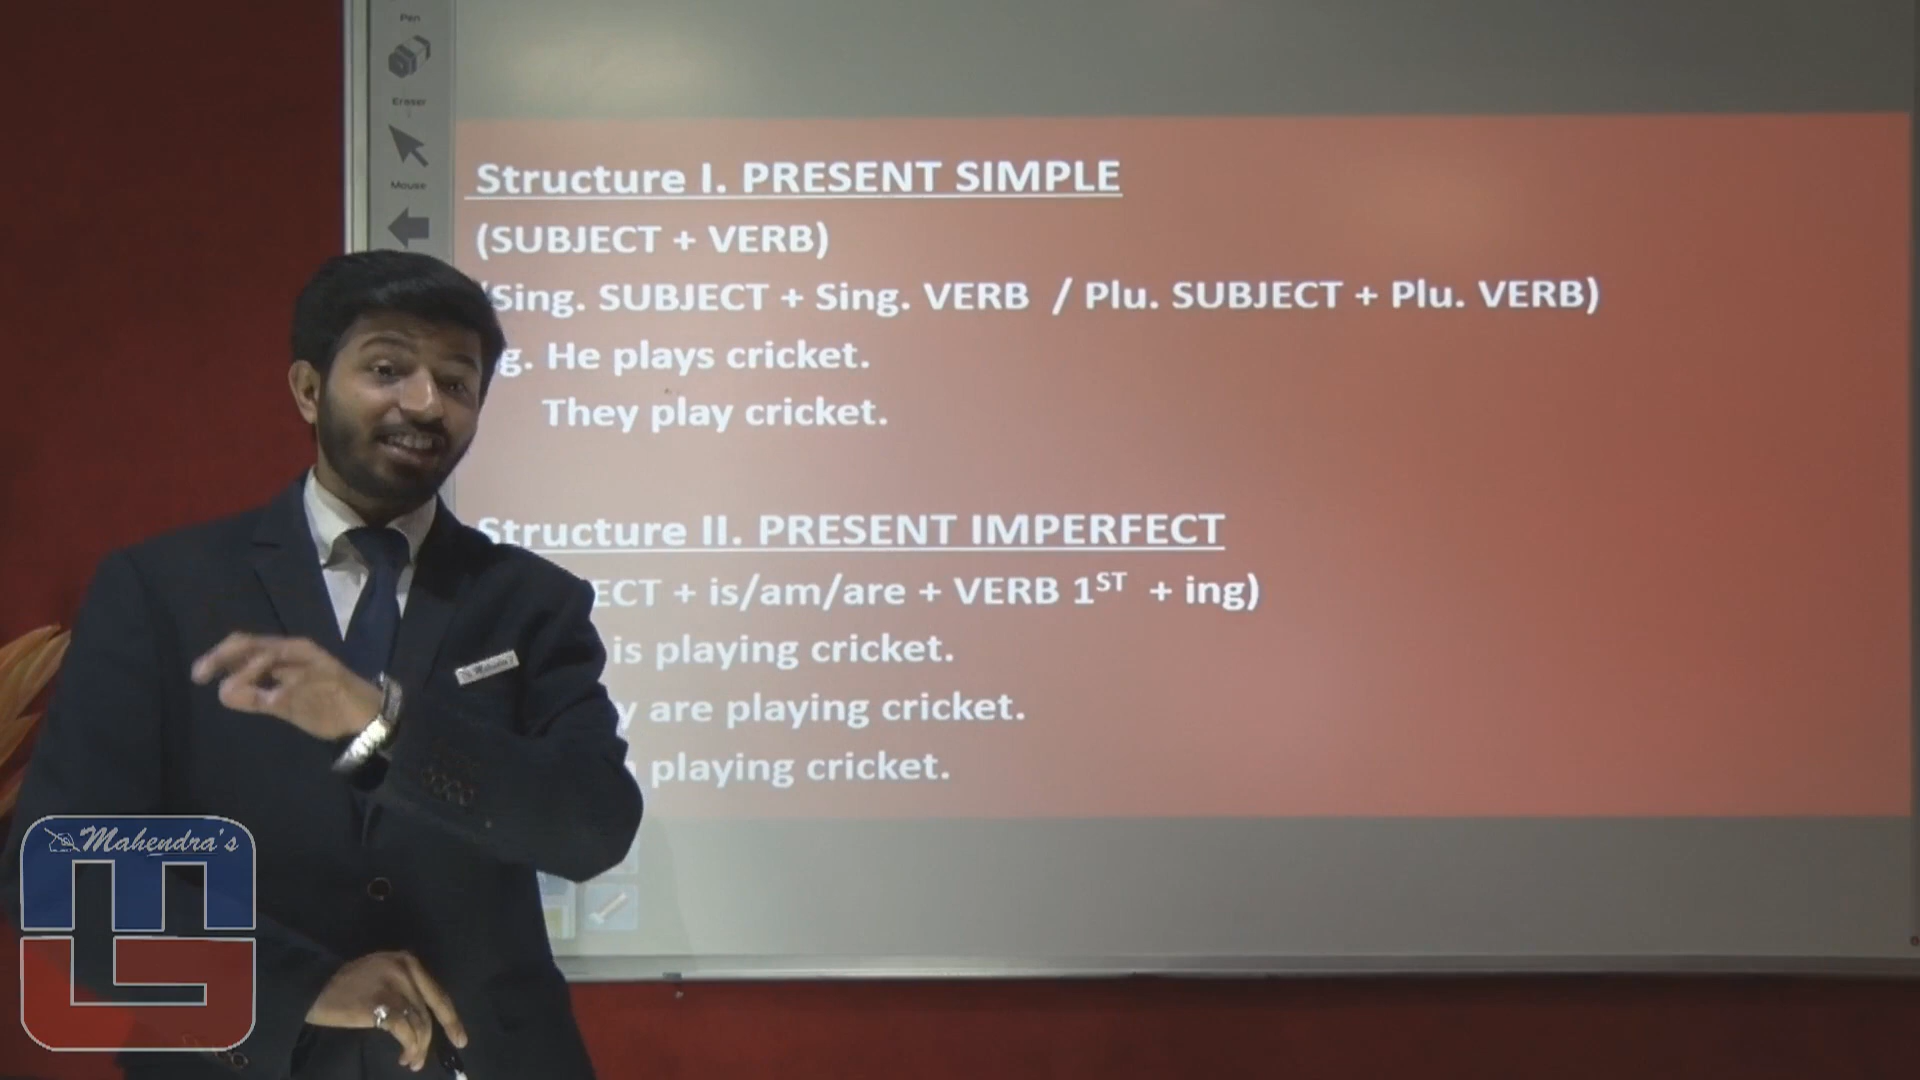 Pen
Eraser
Mouse
Structure I. PRESENT SIMPLE
(SUBJECT + VERB)
(Sing. SUBJECT + Sing. VERB / Plu. SUBJECT + Plu. VERB)
g. He plays cricket.
They play cricket.
Structure II. PRESENT IMPERFECT
ECT + is/am/are + VERB 1ST + ing)
is playing cricket.
y are playing cricket.
playing cricket.
Mahendra's